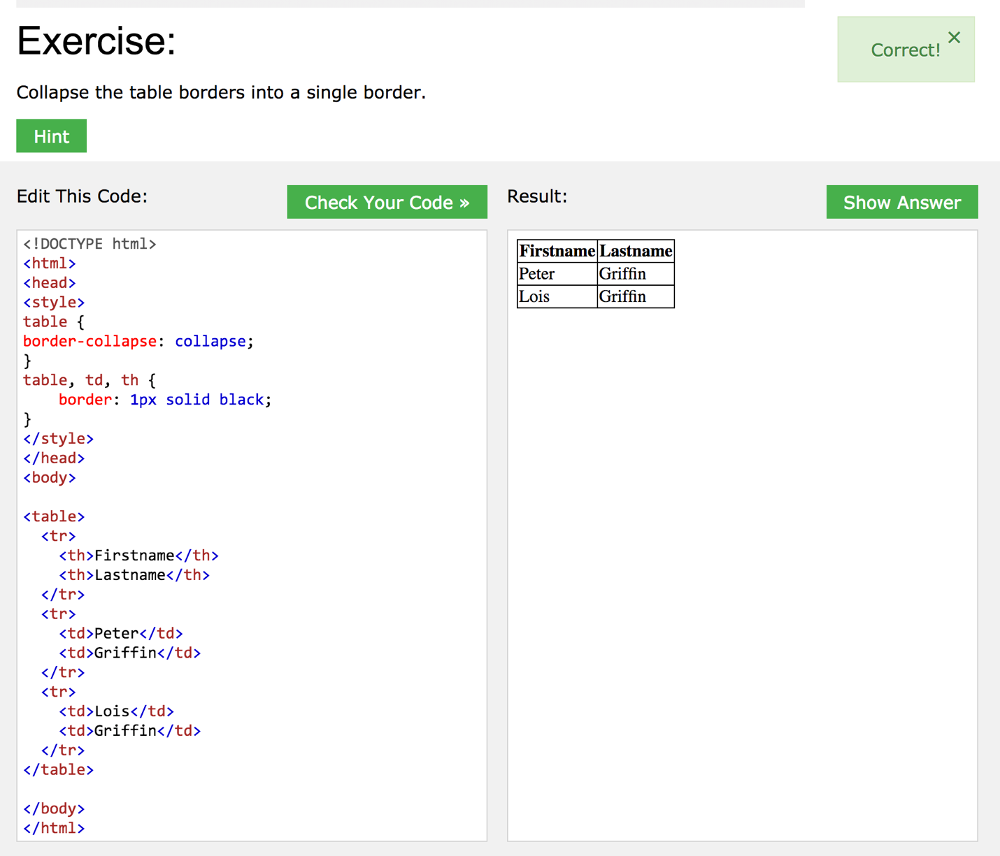 Exercise:
Correct! ×
Collapse the table borders into a single border.
Hint
Edit This Code:
Check Your Code »
Result:
Show Answer
<!DOCTYPE html>
<html>
<head>
<style>
table {
border-collapse: collapse;
}
table, td, th {
    border: 1px solid black;
}
</style>
</head>
<body>

<table>
  <tr>
    <th>Firstname</th>
    <th>Lastname</th>
  </tr>
  <tr>
    <td>Peter</td>
    <td>Griffin</td>
  </tr>
  <tr>
    <td>Lois</td>
    <td>Griffin</td>
  </tr>
</table>

</body>
</html>
Firstname Lastname
Peter Griffin
Lois Griffin